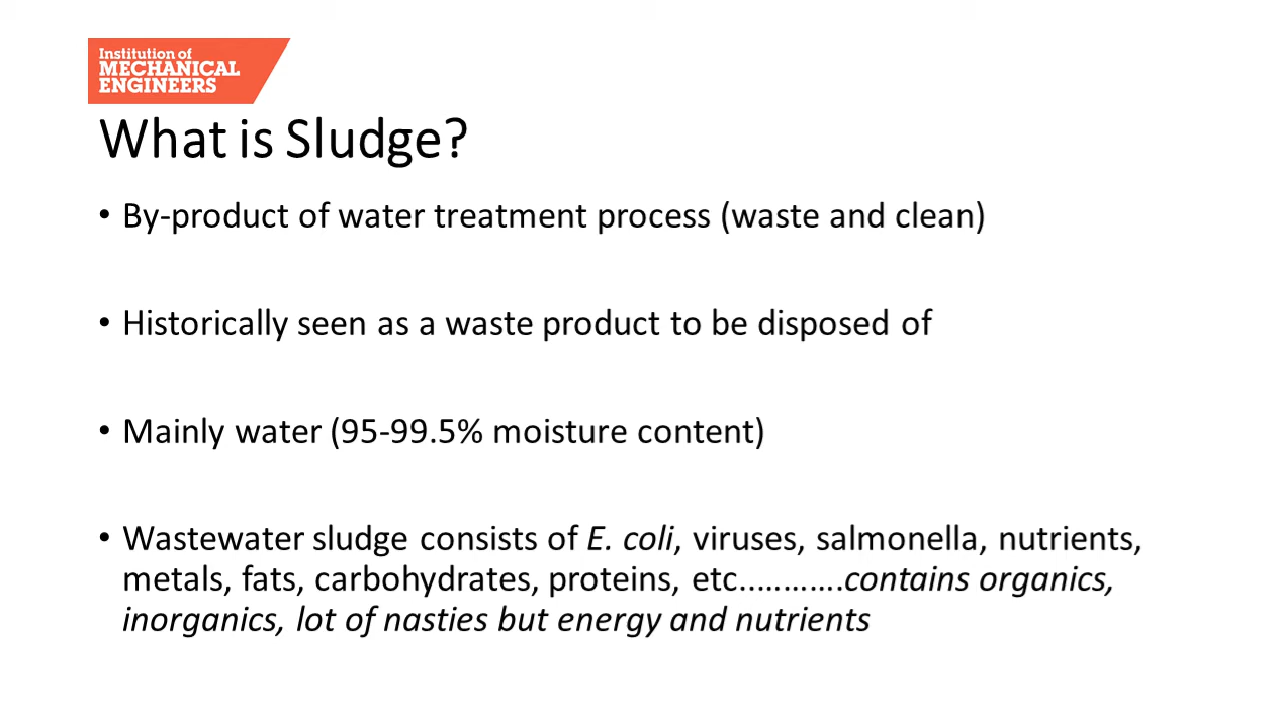 Institution of
MECHANICAL
ENGINEERS
What is Sludge?
• By-product of water treatment process (waste and clean)
• Historically seen as a waste product to be disposed of
• Mainly water (95-99.5% moisture content)
• Wastewater sludge consists of E. coli, viruses, salmonella, nutrients,
metals, fats, carbohydrates, proteins, etc............contains organics,
inorganics, lot of nasties but energy and nutrients